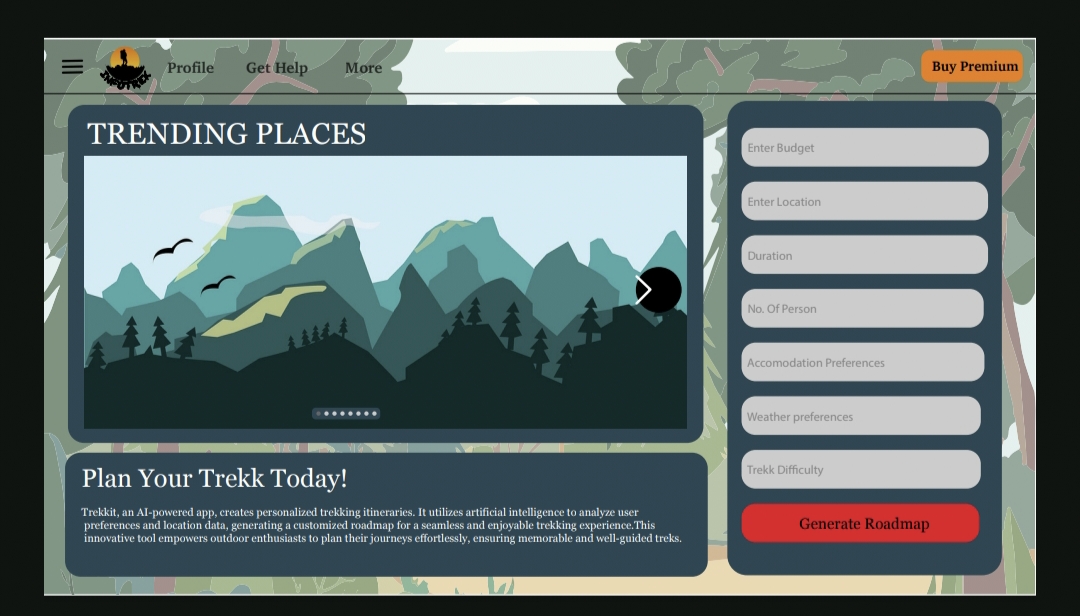 Profile
Get Help
More
Buy Premium
TRENDING PLACES
Plan Your Trekk Today!
Trekkit, an AI-powered app, creates personalized trekking itineraries. It utilizes artificial intelligence to analyze user
preferences and location data, generating a customized roadmap for a seamless and enjoyable trekking experience.This
innovative tool empowers outdoor enthusiasts to plan their journeys effortlessly, ensuring memorable and well-guided treks.
Enter Budget
Enter Location
Duration
No. Of Person
Accomodation Preferences
Weather preferences
Trekk Difficulty
Generate Roadmap